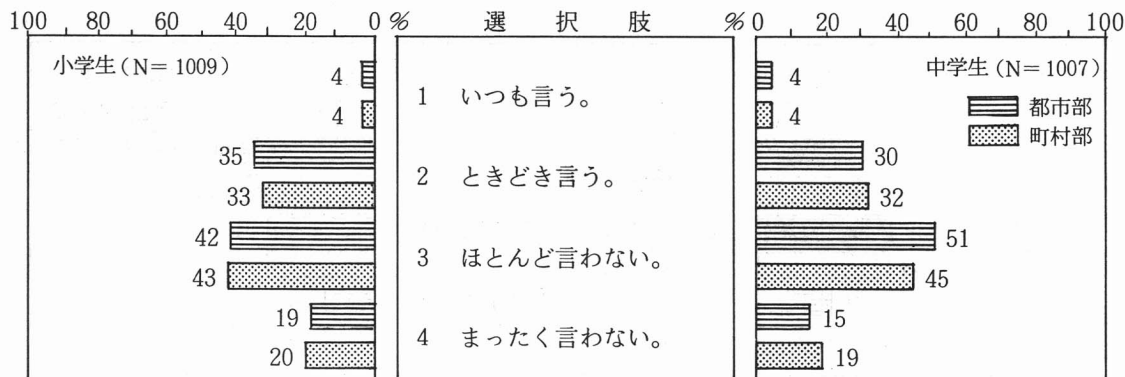 100 80 60 40 20 0 % 選択肢 % 0 20 40 60 80 100
小学生(N=1009) 中学生(N=1007)
都市部
町村部
4 1 いつも言う。 4
4 4
35 2 ときどき言う。 30
33 32
42 3 ほとんど言わない。 51
43 45
19 4 まったく言わない。 15
20 19